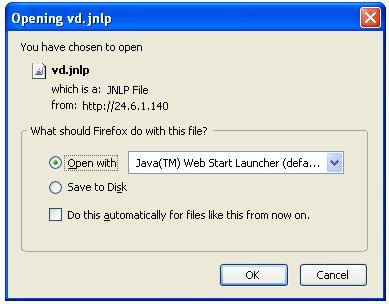 Opening vd.jnlp
You have chosen to open
vd.jnlp
which is a: JNLP File
from: http://24.6.1.140
What should Firefox do with this file?
Open with Java(TM) Web Start Launcher (defa...
Save to Disk
Do this automatically for files like this from now on.
OK Cancel